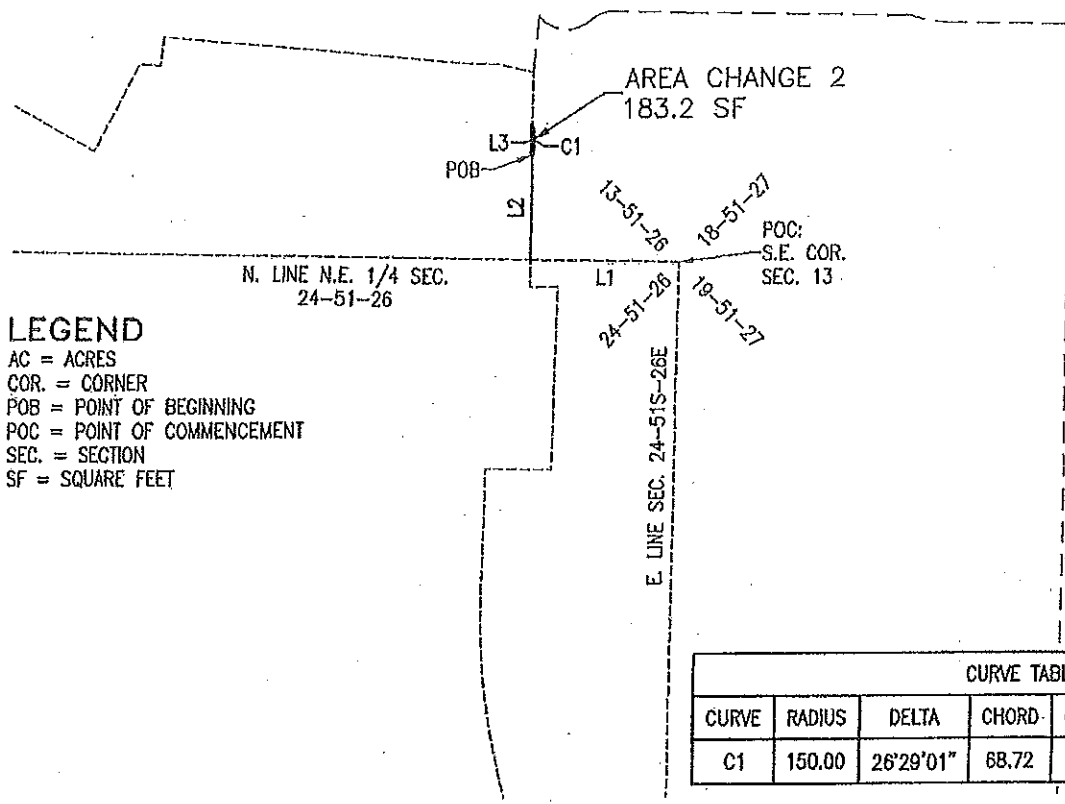 AREA CHANGE 2
183.2 SF
L3
C1
POB
L2
13-51-26
18-51-27
POC:
S.E. COR.
SEC. 13
L1
N. LINE N.E. 1/4 SEC.
24-51-26
24-51-26
19-51-27
LEGEND
AC = ACRES
COR. = CORNER
POB = POINT OF BEGINNING
POC = POINT OF COMMENCEMENT
SEC. = SECTION
SF = SQUARE FEET
E. LINE SEC. 24-51S-26E
CURVE TABL
CURVE RADIUS DELTA CHORD
C1 150.00 26°29'01" 68.72